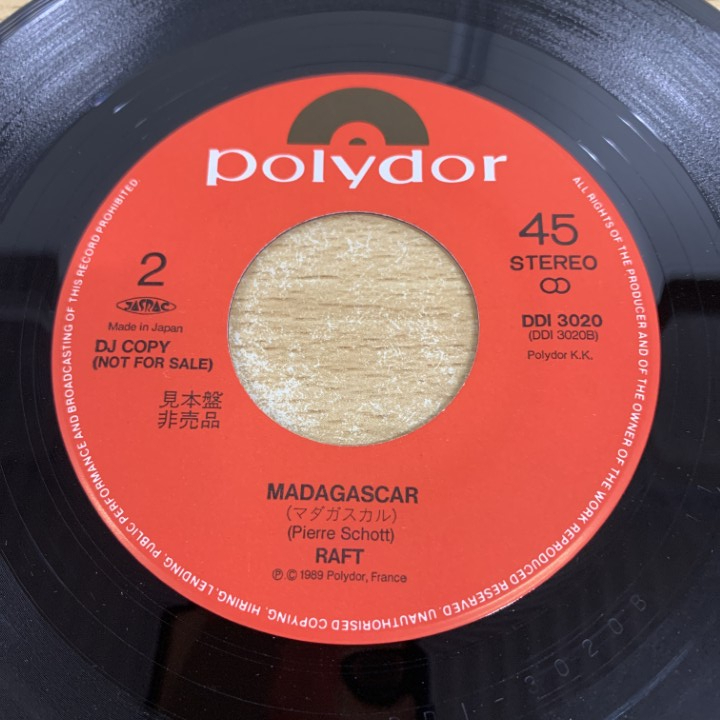 polydor
2
JASRAC
Made in Japan
DJ COPY
(NOT FOR SALE)
見本盤
非売品
45
STEREO
DDI 3020
(DDI 3020B)
Polydor K.K.
MADAGASCAR
(マダガスカル)
(Pierre Schott)
RAFT
Ⓟ © 1989 Polydor, France
ALL RIGHTS OF THE PRODUCER AND OF THE OWNER OF THE WORK REPRODUCED RESERVED. UNAUTHORISED COPYING, HIRING, LENDING, PUBLIC PERFORMANCE AND BROADCASTING OF THIS RECORD PROHIBITED.